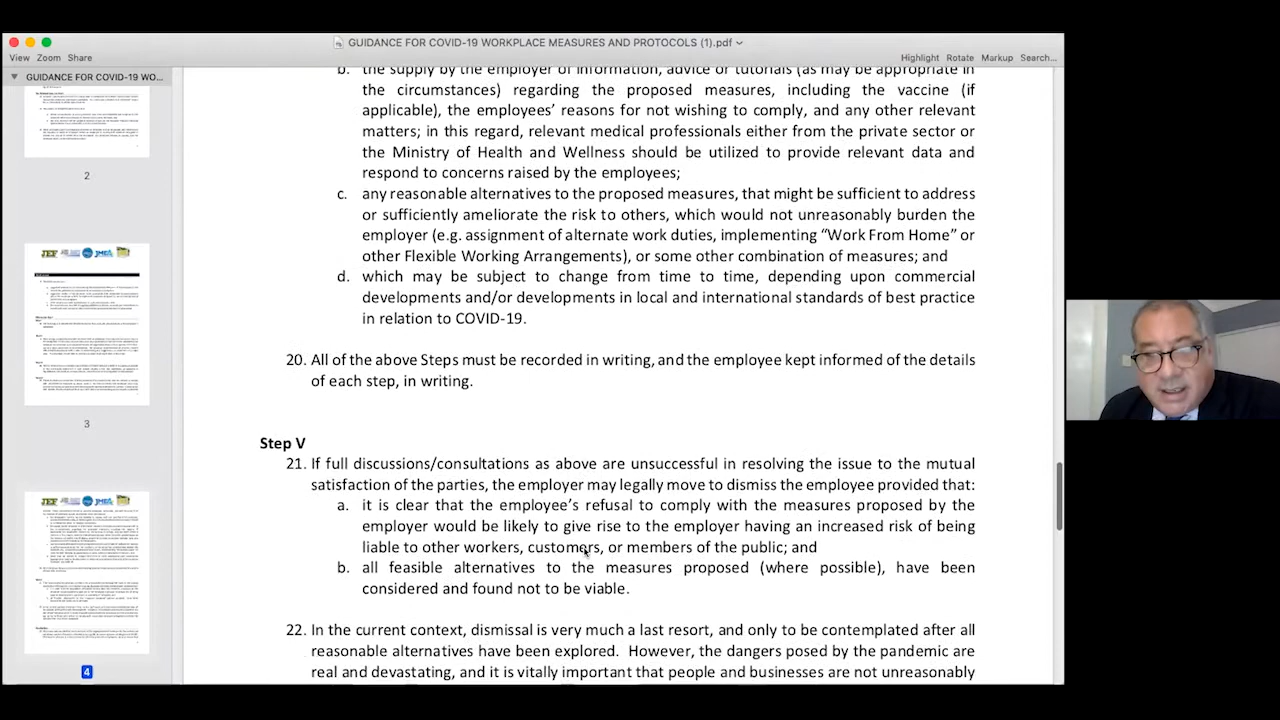 GUIDANCE FOR COVID-19 WORKPLACE MEASURES AND PROTOCOLS (1).pdf
View Zoom Share
Highlight Rotate Markup Search...
GUIDANCE FOR COVID-19 WO...
2
3
4
b. the supply by the employer of information, advice or tutorials (as may be appropriate in
the circumstances) regarding the proposed measures including the vaccine (if
applicable), the employees' reasons for not wishing to comply, and any other relevant
matters; in this regard relevant medical professionals from either the private sector or
the Ministry of Health and Wellness should be utilized to provide relevant data and
respond to concerns raised by the employees;
c. any reasonable alternatives to the proposed measures, that might be sufficient to address
or sufficiently ameliorate the risk to others, which would not unreasonably burden the
employer (e.g. assignment of alternate work duties, implementing “Work From Home” or
other Flexible Working Arrangements), or some other combination of measures; and
d. which may be subject to change from time to time depending upon commercial
developments and/or developments in local and international standards of best practice
in relation to COVID-19.
20. All of the above Steps must be recorded in writing, and the employee kept informed of the details
of each step, in writing.
Step V
21. If full discussions/consultations as above are unsuccessful in resolving the issue to the mutual
satisfaction of the parties, the employer may legally move to dismiss the employee provided that:
a. it is clear that the employees' refusal to comply with the measures proposed by the
employer would be likely to give rise to the employer having an increased risk of being
liable to other workers, visitors, or members of the public; and
b. all feasible alternatives to the measures proposed (where possible), have been
considered and found not to be viable.
22. In the current context, dismissal is very much a last resort, and must only be contemplated after all
reasonable alternatives have been explored. However, the dangers posed by the pandemic are
real and devastating, and it is vitally important that people and businesses are not unreasonably